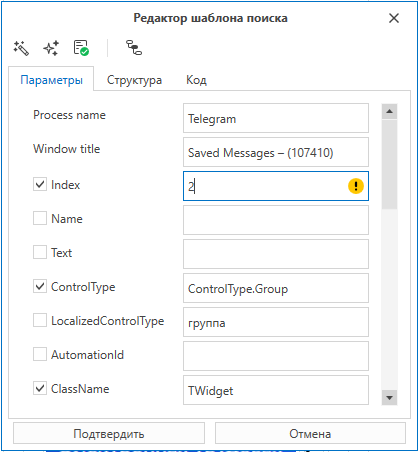 Редактор шаблона поиска
Параметры Структура Код
Process name Telegram
Window title Saved Messages – (107410)
Index 2
Name
Text
ControlType ControlType.Group
LocalizedControlType группа
AutomationId
ClassName TWidget
Подтвердить Отмена